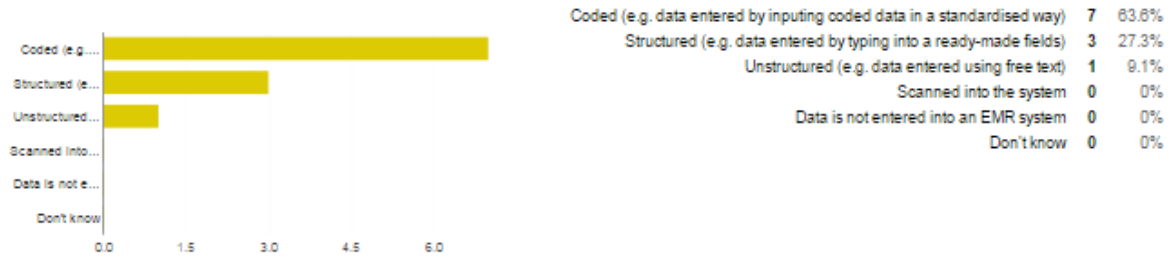 Coded (e.g....
Structured (e...
Unstructured...
Scanned into...
Data is not e...
Don't know
0.0 1.5 3.0 4.5 6.0
Coded (e.g. data entered by inputing coded data in a standardised way) 7 63.6%
Structured (e.g. data entered by typing into a ready-made fields) 3 27.3%
Unstructured (e.g. data entered using free text) 1 9.1%
Scanned into the system 0 0%
Data is not entered into an EMR system 0 0%
Don't know 0 0%